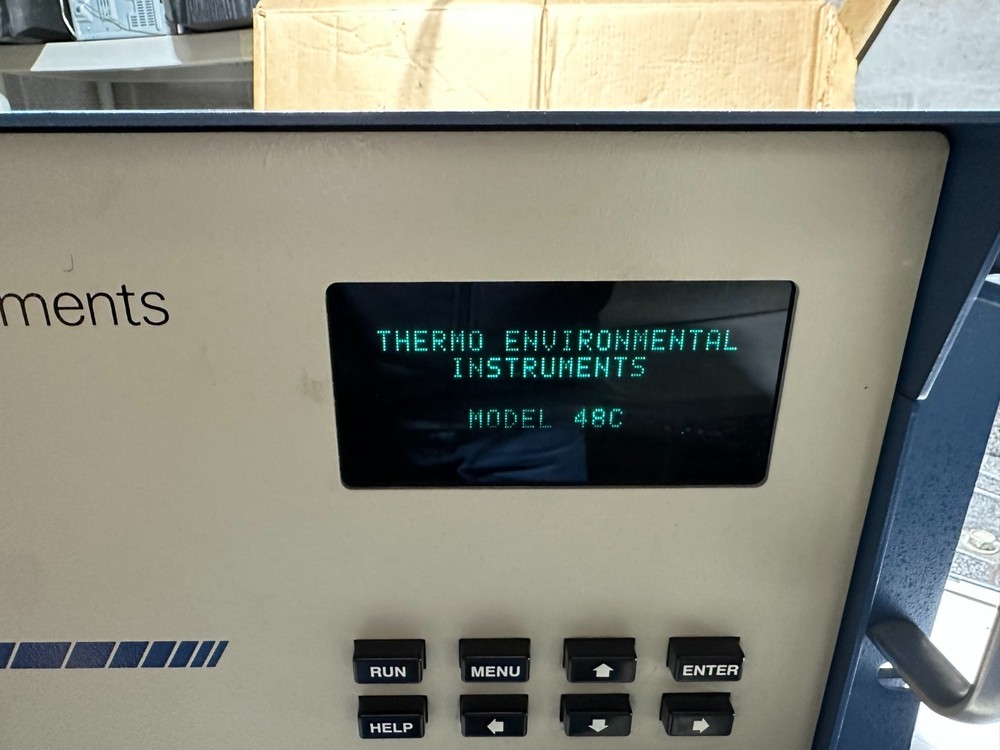 ments
THERMO ENVIRONMENTAL
INSTRUMENTS
MODEL 48C
RUN
MENU
ENTER
HELP